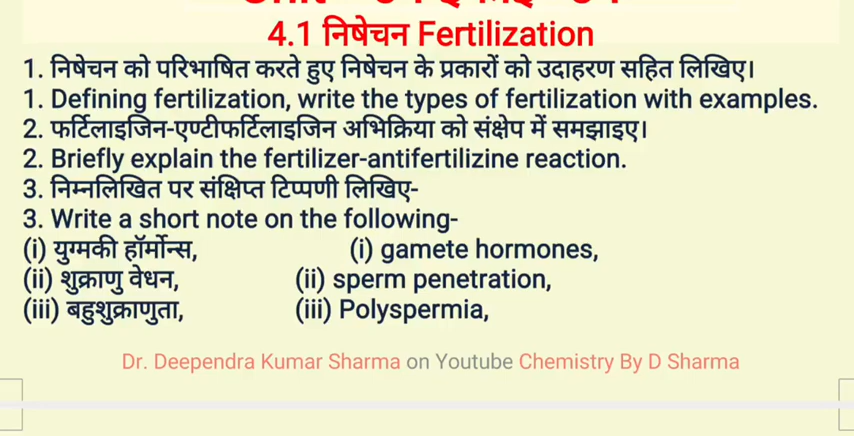 4.1 निषेचन Fertilization
1. निषेचन को परिभाषित करते हुए निषेचन के प्रकारों को उदाहरण सहित लिखिए।
1. Defining fertilization, write the types of fertilization with examples.
2. फर्टिलाइजिन-एण्टीफर्टिलाइजिन अभिक्रिया को संक्षेप में समझाइए।
2. Briefly explain the fertilizer-antifertilizine reaction.
3. निम्नलिखित पर संक्षिप्त टिप्पणी लिखिए-
3. Write a short note on the following-
(i) युग्मकी हॉर्मोन्स, (i) gamete hormones,
(ii) शुक्राणु वेधन, (ii) sperm penetration,
(iii) बहुशुक्राणुता, (iii) Polyspermia,
Dr. Deependra Kumar Sharma on Youtube Chemistry By D Sharma